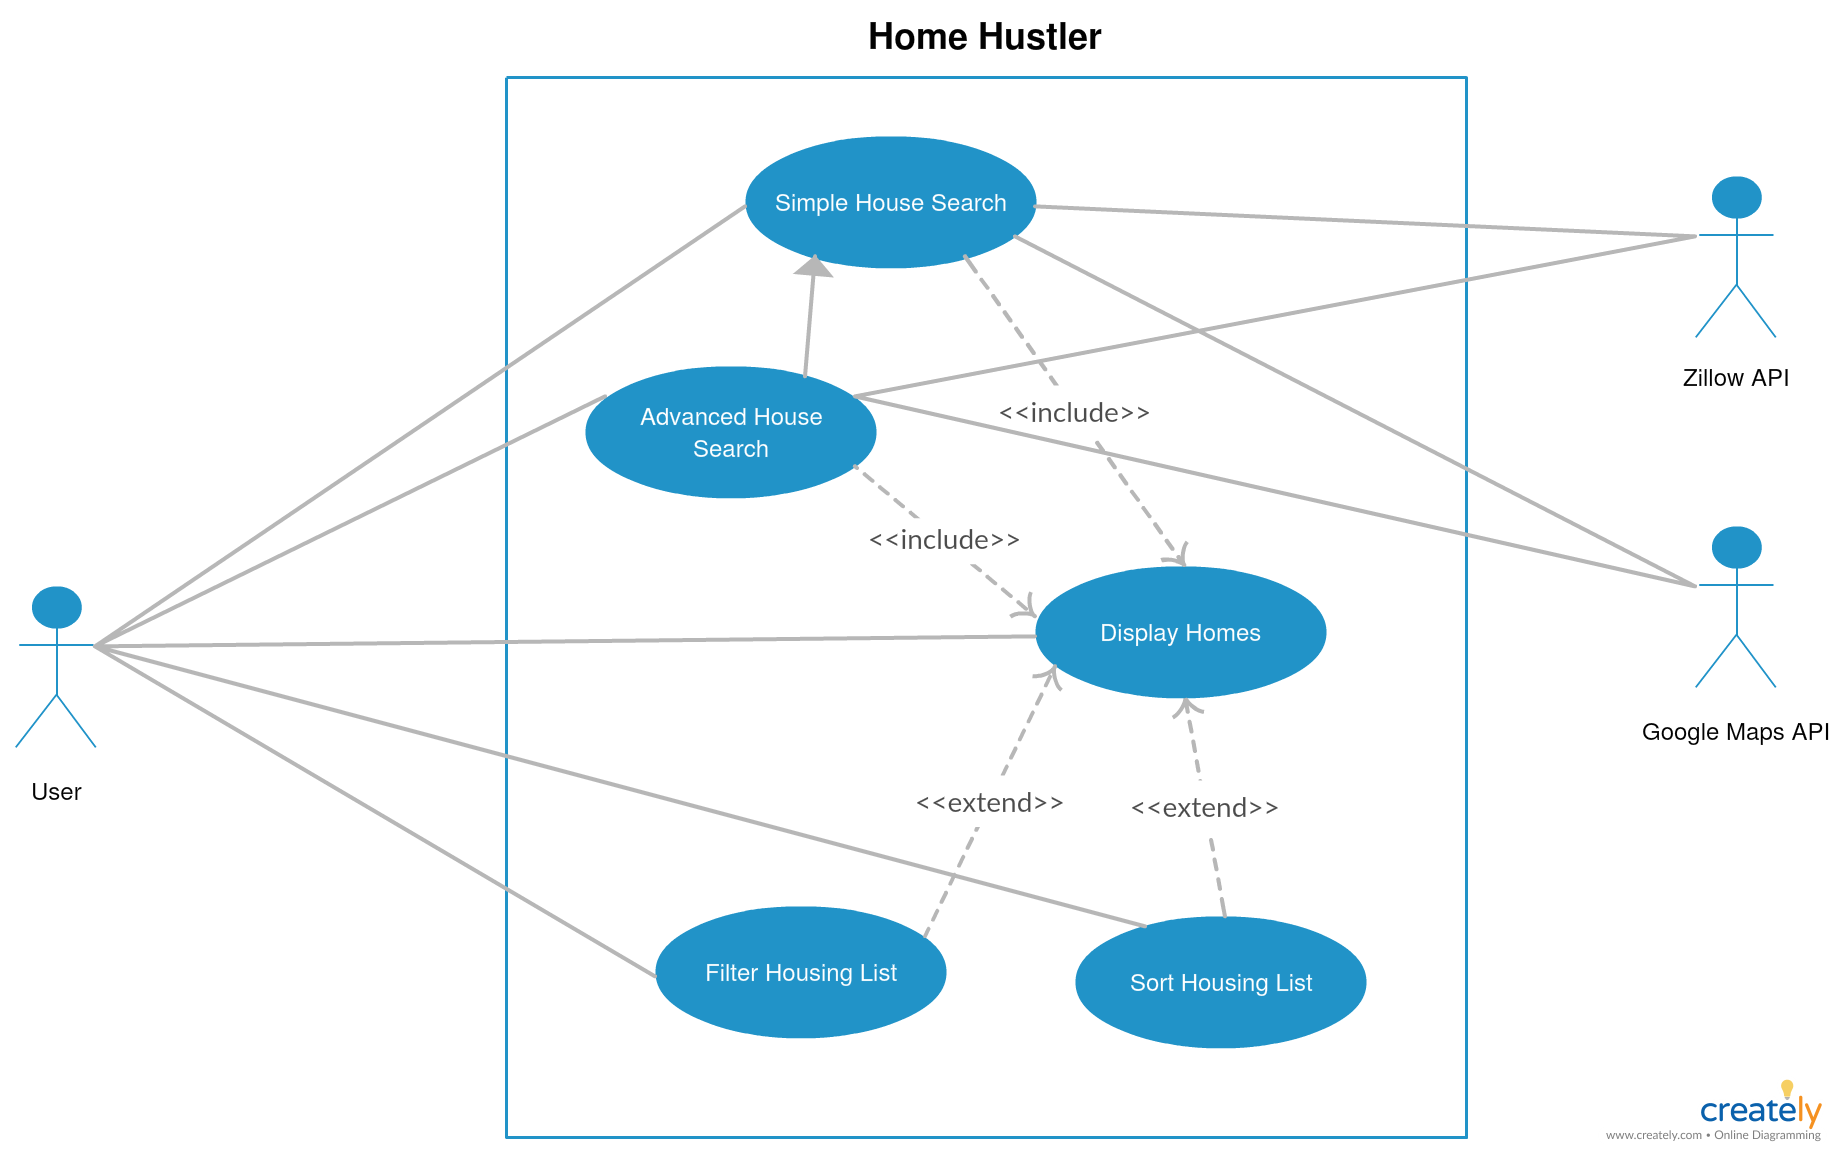 Home Hustler
Simple House Search
Zillow API
Advanced House
Search
<<include>>
<<include>>
Display Homes
Google Maps API
User
<<extend>>
<<extend>>
Filter Housing List
Sort Housing List
creately
www.creately.com • Online Diagramming